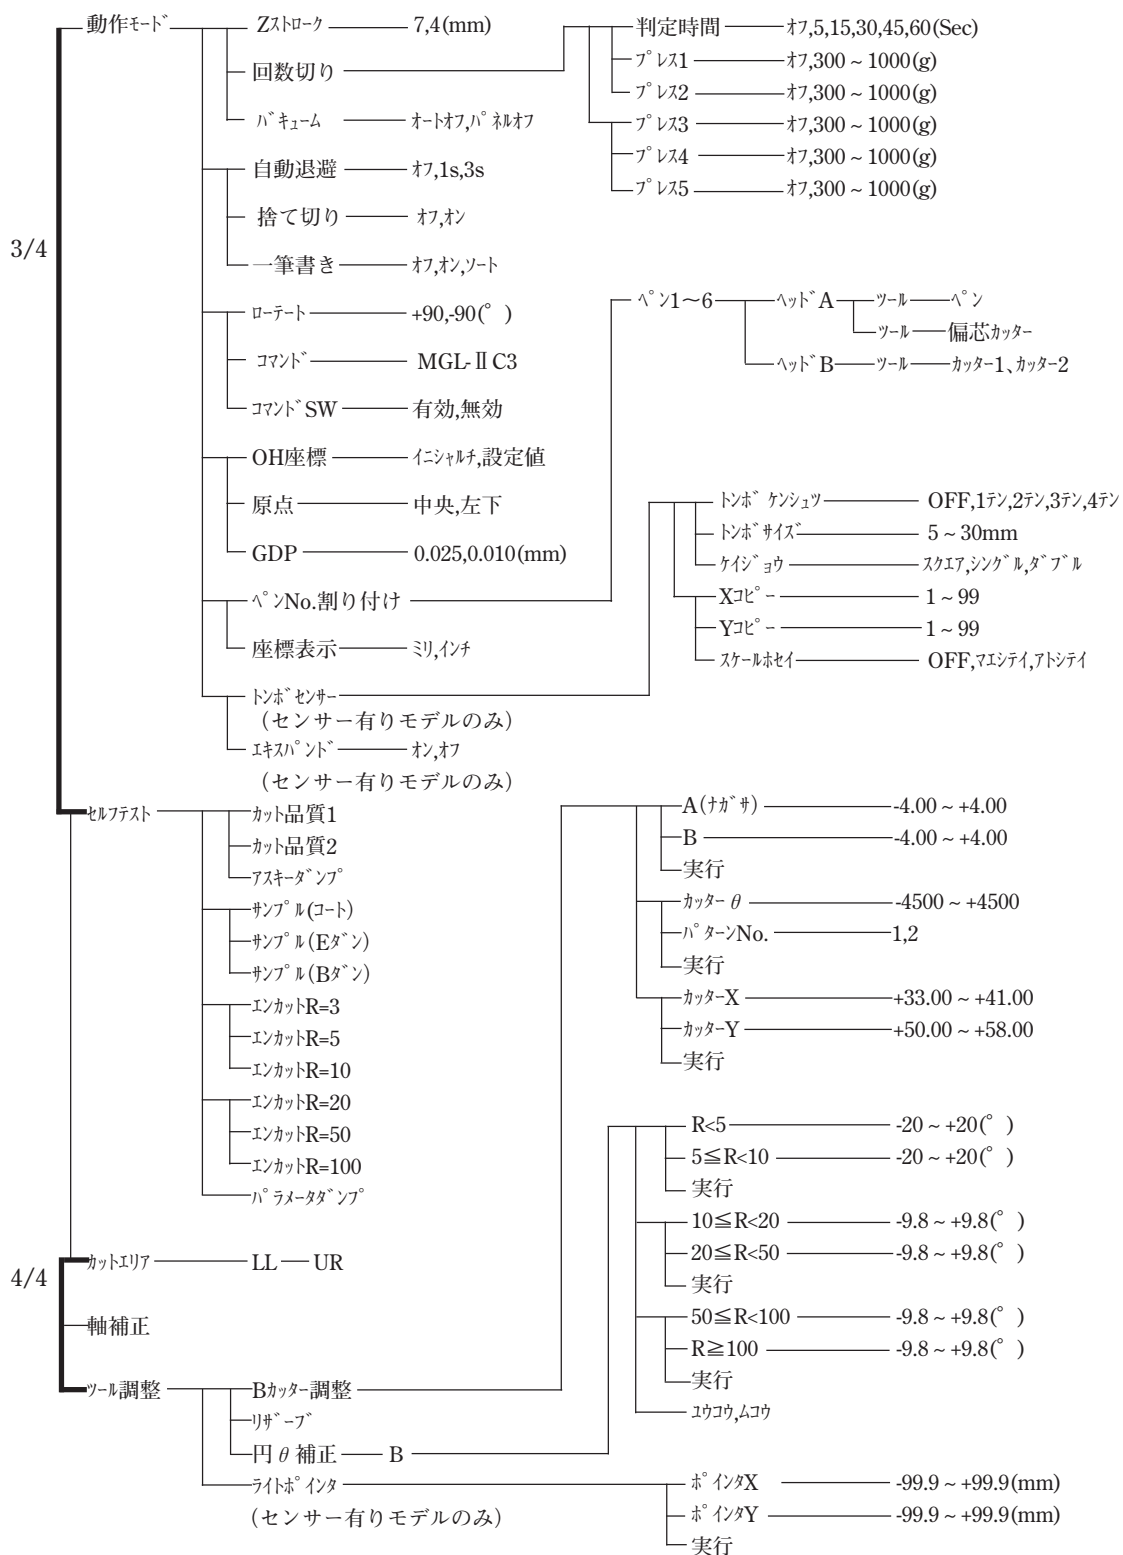 動作ﾓｰﾄﾞ Zｽﾄﾛｰｸ 7,4(mm) 判定時間 ｵﾌ,5,15,30,45,60(Sec)
ﾌﾟﾚｽ1 ｵﾌ,300 ~ 1000(g)
回数切り
ﾌﾟﾚｽ2 ｵﾌ,300 ~ 1000(g)
ﾊﾞｷｭｰﾑ ｵｰﾄｵﾌ,ﾊﾟﾈﾙｵﾌ ﾌﾟﾚｽ3 ｵﾌ,300 ~ 1000(g)
ﾌﾟﾚｽ4 ｵﾌ,300 ~ 1000(g)
自動退避 ｵﾌ,1s,3s
ﾌﾟﾚｽ5 ｵﾌ,300 ~ 1000(g)
捨て切り ｵﾌ,ｵﾝ
3/4
一筆書き ｵﾌ,ｵﾝ,ｿｰﾄ
ﾍﾟﾝ1～6 ﾍｯﾄﾞA ﾂｰﾙ ﾍﾟﾝ
ﾛｰﾃｰﾄ +90,-90(°)
ﾂｰﾙ 偏芯ｶｯﾀｰ
ｺﾏﾝﾄﾞ MGL-ⅡC3 ﾍｯﾄﾞB ﾂｰﾙ ｶｯﾀｰ1、ｶｯﾀｰ2
ｺﾏﾝﾄﾞSW 有効,無効
OH座標 ｲﾆｼｬﾙﾁ,設定値
原点 中央,左下 ﾄﾝﾎﾞｹﾝｼｭﾂ OFF,1ﾃﾝ,2ﾃﾝ,3ﾃﾝ,4ﾃﾝ
ﾄﾝﾎﾞｻｲｽﾞ 5 ~ 30mm
GDP 0.025,0.010(mm)
ｹｲｼﾞｮｳ ｽｸｴｱ,ｼﾝｸﾞﾙ,ﾀﾞﾌﾞﾙ
ﾍﾟﾝNo.割り付け Xｺﾋﾟｰ 1 ~ 99
Yｺﾋﾟｰ 1 ~ 99
座標表示 ﾐﾘ,ｲﾝﾁ
ｽｹｰﾙﾎｾｲ OFF,ﾏｴｼﾃｲ,ｱﾄｼﾃｲ
ﾄﾝﾎﾞｾﾝｻｰ
（センサー有りモデルのみ）
ｴｷｽﾊﾟﾝﾄﾞ ｵﾝ,ｵﾌ
（センサー有りモデルのみ）
ｾﾙﾌﾃｽﾄ ｶｯﾄ品質1 A(ﾅｶﾞｻ) -4.00 ~ +4.00
ｶｯﾄ品質2 B -4.00 ~ +4.00
ｱｽｷｰﾀﾞﾝﾌﾟ 実行
ｻﾝﾌﾟﾙ(ｺｰﾄ) ｶｯﾀｰθ -4500 ~ +4500
ｻﾝﾌﾟﾙ(Eﾀﾞﾝ) ﾊﾟﾀｰﾝNo. 1,2
ｻﾝﾌﾟﾙ(Bﾀﾞﾝ) 実行
ｴﾝｶｯﾄR=3 ｶｯﾀｰX +33.00 ~ +41.00
ｴﾝｶｯﾄR=5 ｶｯﾀｰY +50.00 ~ +58.00
ｴﾝｶｯﾄR=10 実行
ｴﾝｶｯﾄR=20
ｴﾝｶｯﾄR=50 R<5 -20 ~ +20(°)
ｴﾝｶｯﾄR=100 5≦R<10 -20 ~ +20(°)
ﾊﾟﾗﾒｰﾀﾀﾞﾝﾌﾟ 実行
10≦R<20 -9.8 ~ +9.8(°)
ｶｯﾄｴﾘｱ LL UR 20≦R<50 -9.8 ~ +9.8(°)
4/4
実行
軸補正 50≦R<100 -9.8 ~ +9.8(°)
R≧100 -9.8 ~ +9.8(°)
ﾂｰﾙ調整 Bｶｯﾀｰ調整 実行
ﾘｻﾞｰﾌﾞ ﾕｳｺｳ,ﾑｺｳ
円θ補正 B
ﾗｲﾄﾎﾟｲﾝﾀ ﾎﾟｲﾝﾀX -99.9 ~ +99.9(mm)
（センサー有りモデルのみ） ﾎﾟｲﾝﾀY -99.9 ~ +99.9(mm)
実行